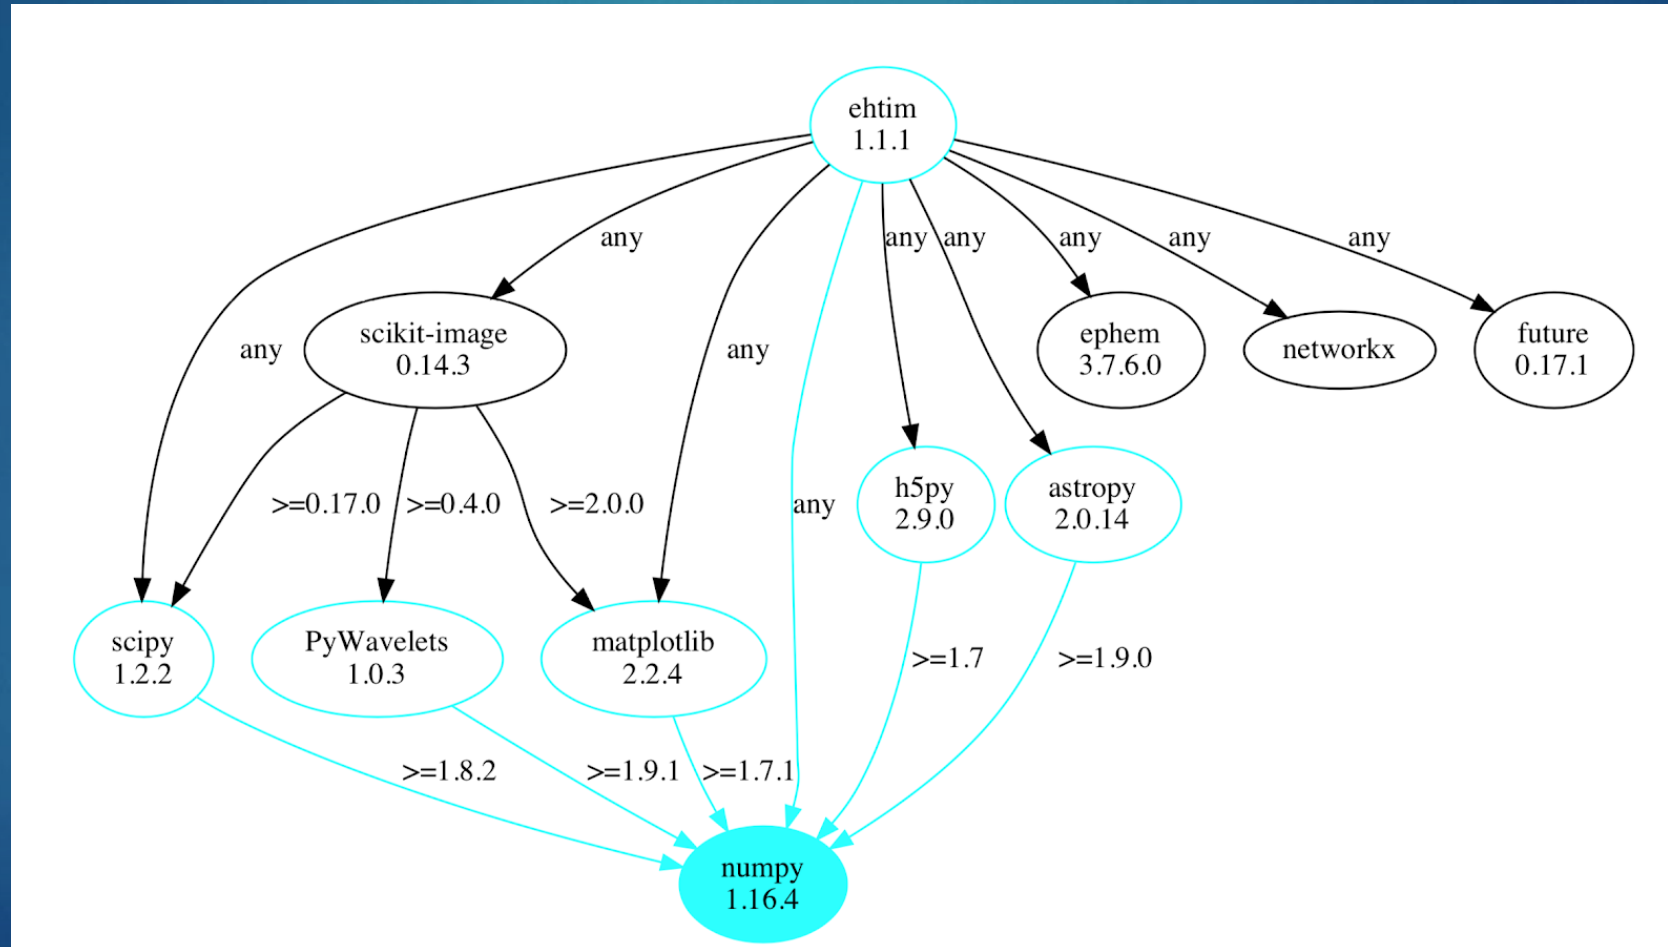 ehtim
1.1.1
any
any
any
any
any
any
scikit-image
0.14.3
any
any
ephem
3.7.6.0
networkx
future
0.17.1
>=0.17.0
>=0.4.0
>=2.0.0
any
h5py
2.9.0
astropy
2.0.14
scipy
1.2.2
PyWavelets
1.0.3
matplotlib
2.2.4
>=1.7
>=1.9.0
>=1.8.2
>=1.9.1
>=1.7.1
numpy
1.16.4